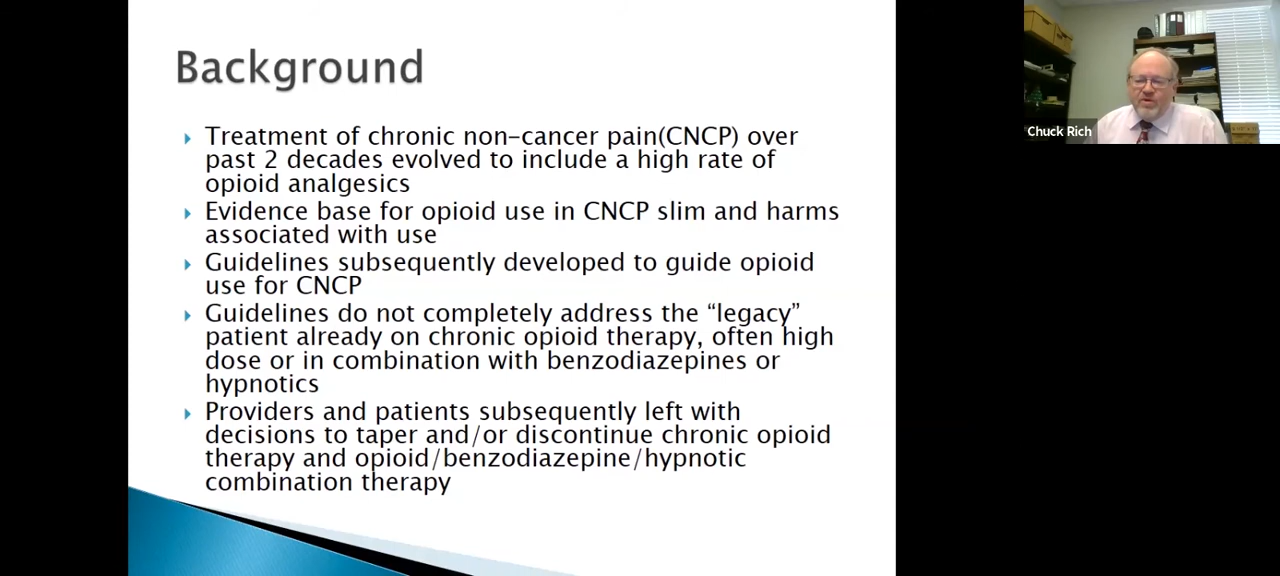 Background
Treatment of chronic non-cancer pain(CNCP) over
past 2 decades evolved to include a high rate of
opioid analgesics
Evidence base for opioid use in CNCP slim and harms
associated with use
Guidelines subsequently developed to guide opioid
use for CNCP
Guidelines do not completely address the “legacy”
patient already on chronic opioid therapy, often high
dose or in combination with benzodiazepines or
hypnotics
Providers and patients subsequently left with
decisions to taper and/or discontinue chronic opioid
therapy and opioid/benzodiazepine/hypnotic
combination therapy
Chuck Rich